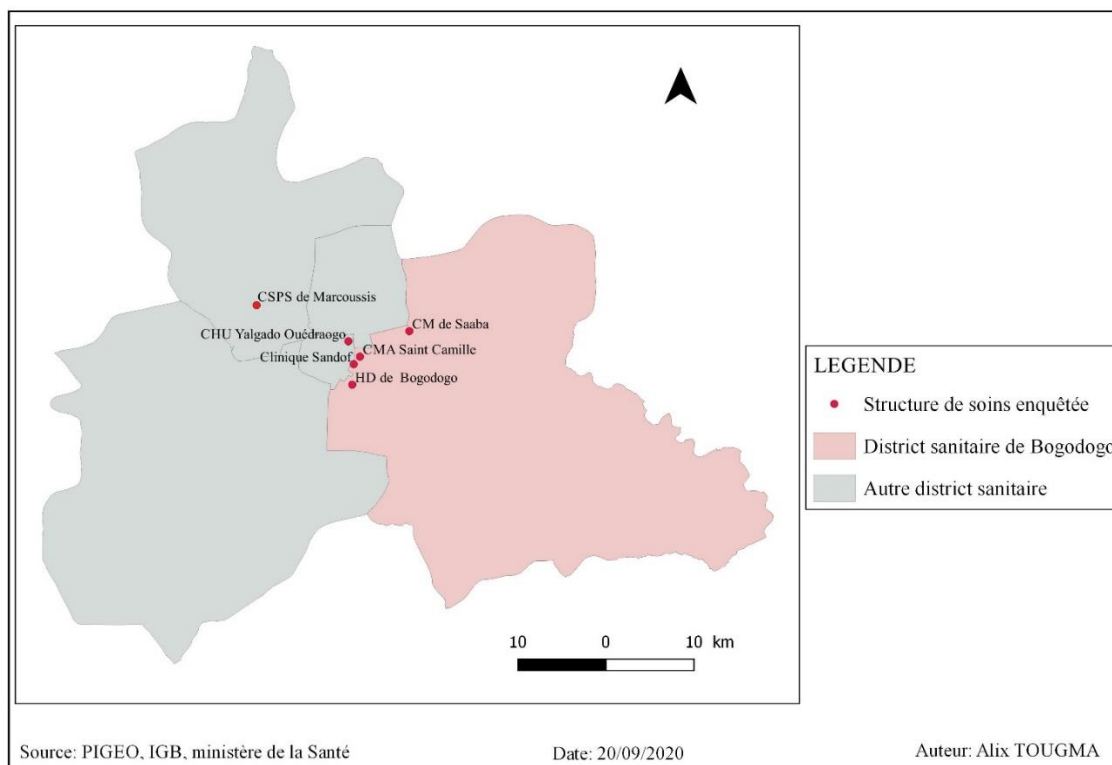 CSPS de Marcoussis
CHU Yalgado Ouédraogo
CM de Saaba
CMA Saint Camille
Clinique Sandof
HD de Bogodogo
10 0 10 km
LEGENDE
Structure de soins enquêtée
District sanitaire de Bogodogo
Autre district sanitaire
Source: PIGEO, IGB, ministère de la Santé
Date: 20/09/2020
Auteur: Alix TOUGMA